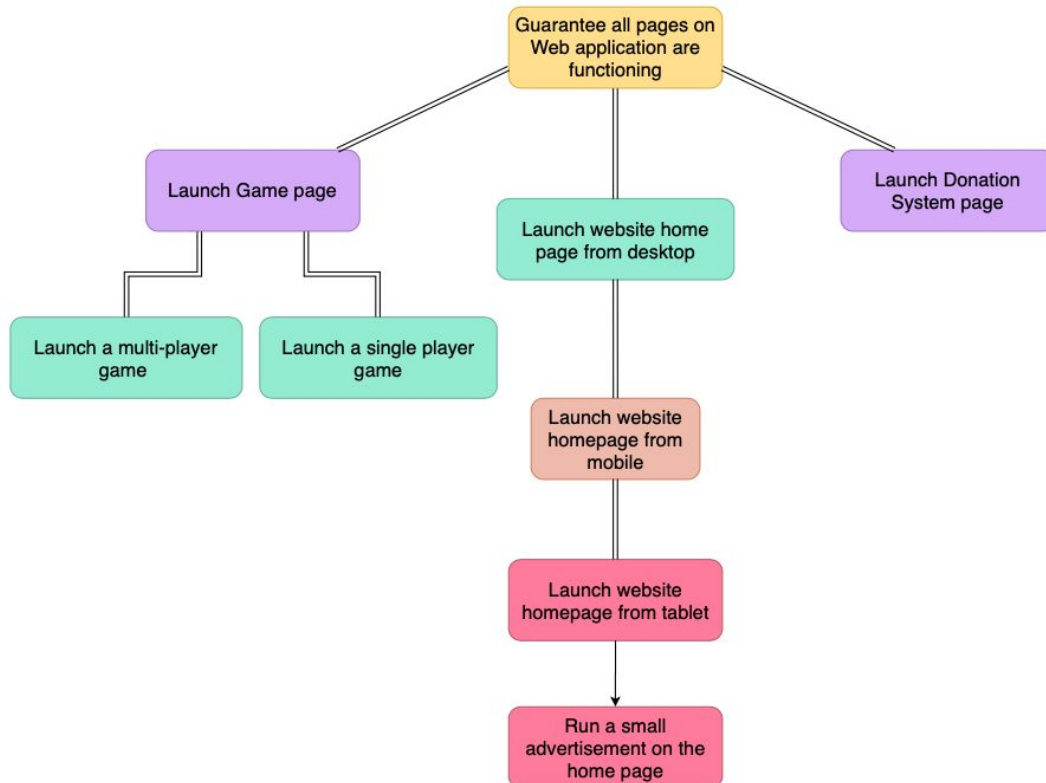 Guarantee all pages on
Web application are
functioning
Launch Game page
Launch Donation
System page
Launch website home
page from desktop
Launch a multi-player
game
Launch a single player
game
Launch website
homepage from
mobile
Launch website
homepage from tablet
Run a small
advertisement on the
home page